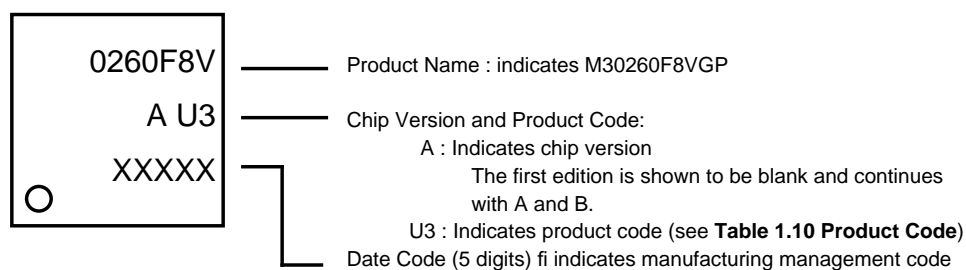 0260F8V
Product Name : indicates M30260F8VGP
A U3
Chip Version and Product Code:
A : Indicates chip version
The first edition is shown to be blank and continues
with A and B.
U3 : Indicates product code (see Table 1.10 Product Code)
XXXXX
Date Code (5 digits) fi indicates manufacturing management code